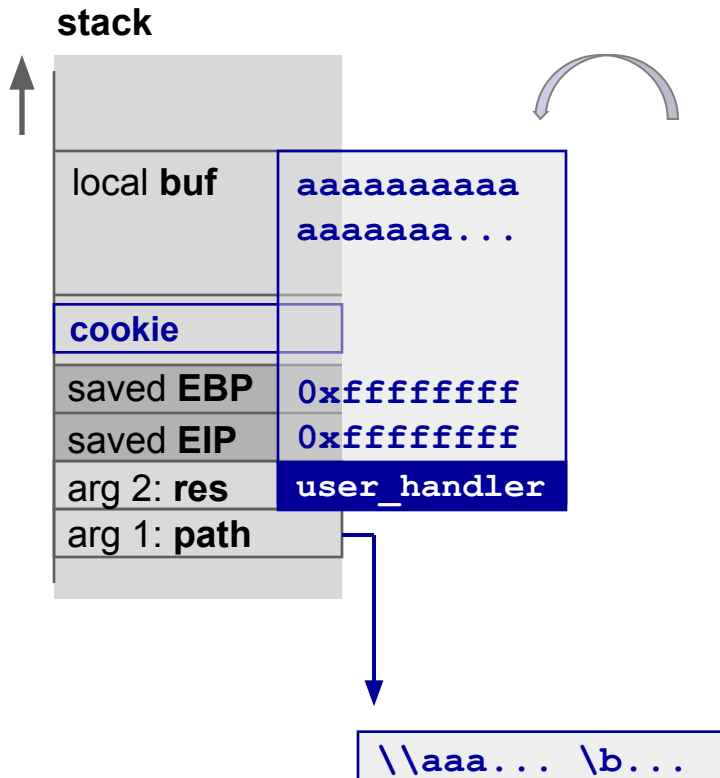 stack
local buf
aaaaaaaaaa
aaaaaaa...
cookie
saved EBP
0xffffffff
saved EIP
0xffffffff
arg 2: res
user_handler
arg 1: path
\\aaa... \b...